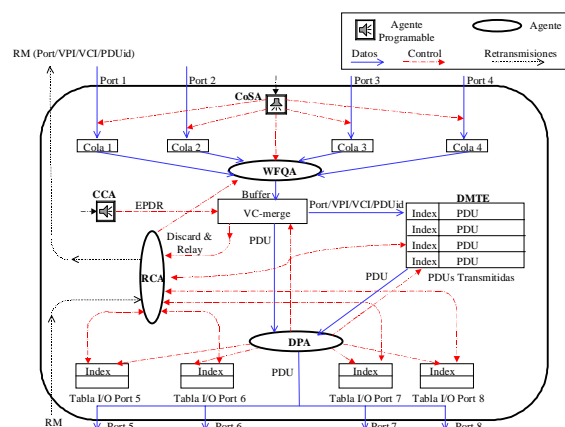 Agente
Programable
Agente
Datos
Control
Retransmisiones
RM (Port/VPI/VCI/PDUid)
Port 1
Port 2
Port 3
Port 4
CoSA
Cola 1
Cola 2
Cola 3
Cola 4
WFQA
Buffer
Port/VPI/VCI/PDUid
DMTE
CCA
EPDR
VC-merge
Index PDU
Index PDU
Index PDU
Index PDU
Discard &
Relay
PDU
PDU
PDUs Transmitidas
RCA
DPA
PDU
Index
Index
Index
Index
Tabla I/O Port 5
Tabla I/O Port 6
Tabla I/O Port 7
Tabla I/O Port 8
RM
Port 5
Port 6
Port 7
Port 8